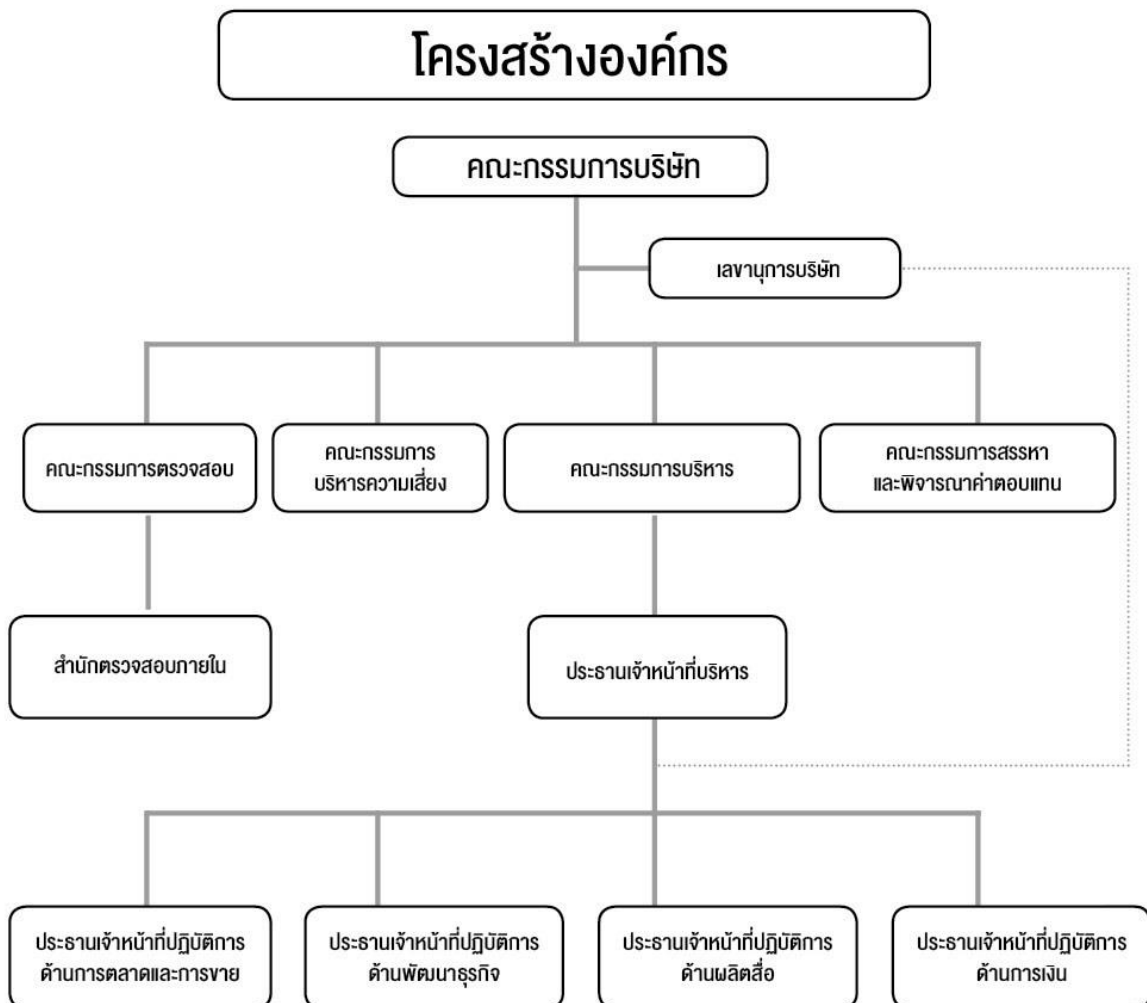 โครงสร้างองค์กร
คณะกรรมการบริษัท
เลขานุการบริษัท
คณะกรรมการตรวจสอบ
คณะกรรมการ
บริหารความเสี่ยง
คณะกรรมการบริหาร
คณะกรรมการสรรหา
และพิจารณาค่าตอบแทน
สำนักตรวจสอบภายใน
ประธานเจ้าหน้าที่บริหาร
ประธานเจ้าหน้าที่ปฏิบัติการ
ด้านการตลาดและการขาย
ประธานเจ้าหน้าที่ปฏิบัติการ
ด้านพัฒนาธุรกิจ
ประธานเจ้าหน้าที่ปฏิบัติการ
ด้านผลิตสื่อ
ประธานเจ้าหน้าที่ปฏิบัติการ
ด้านการเงิน